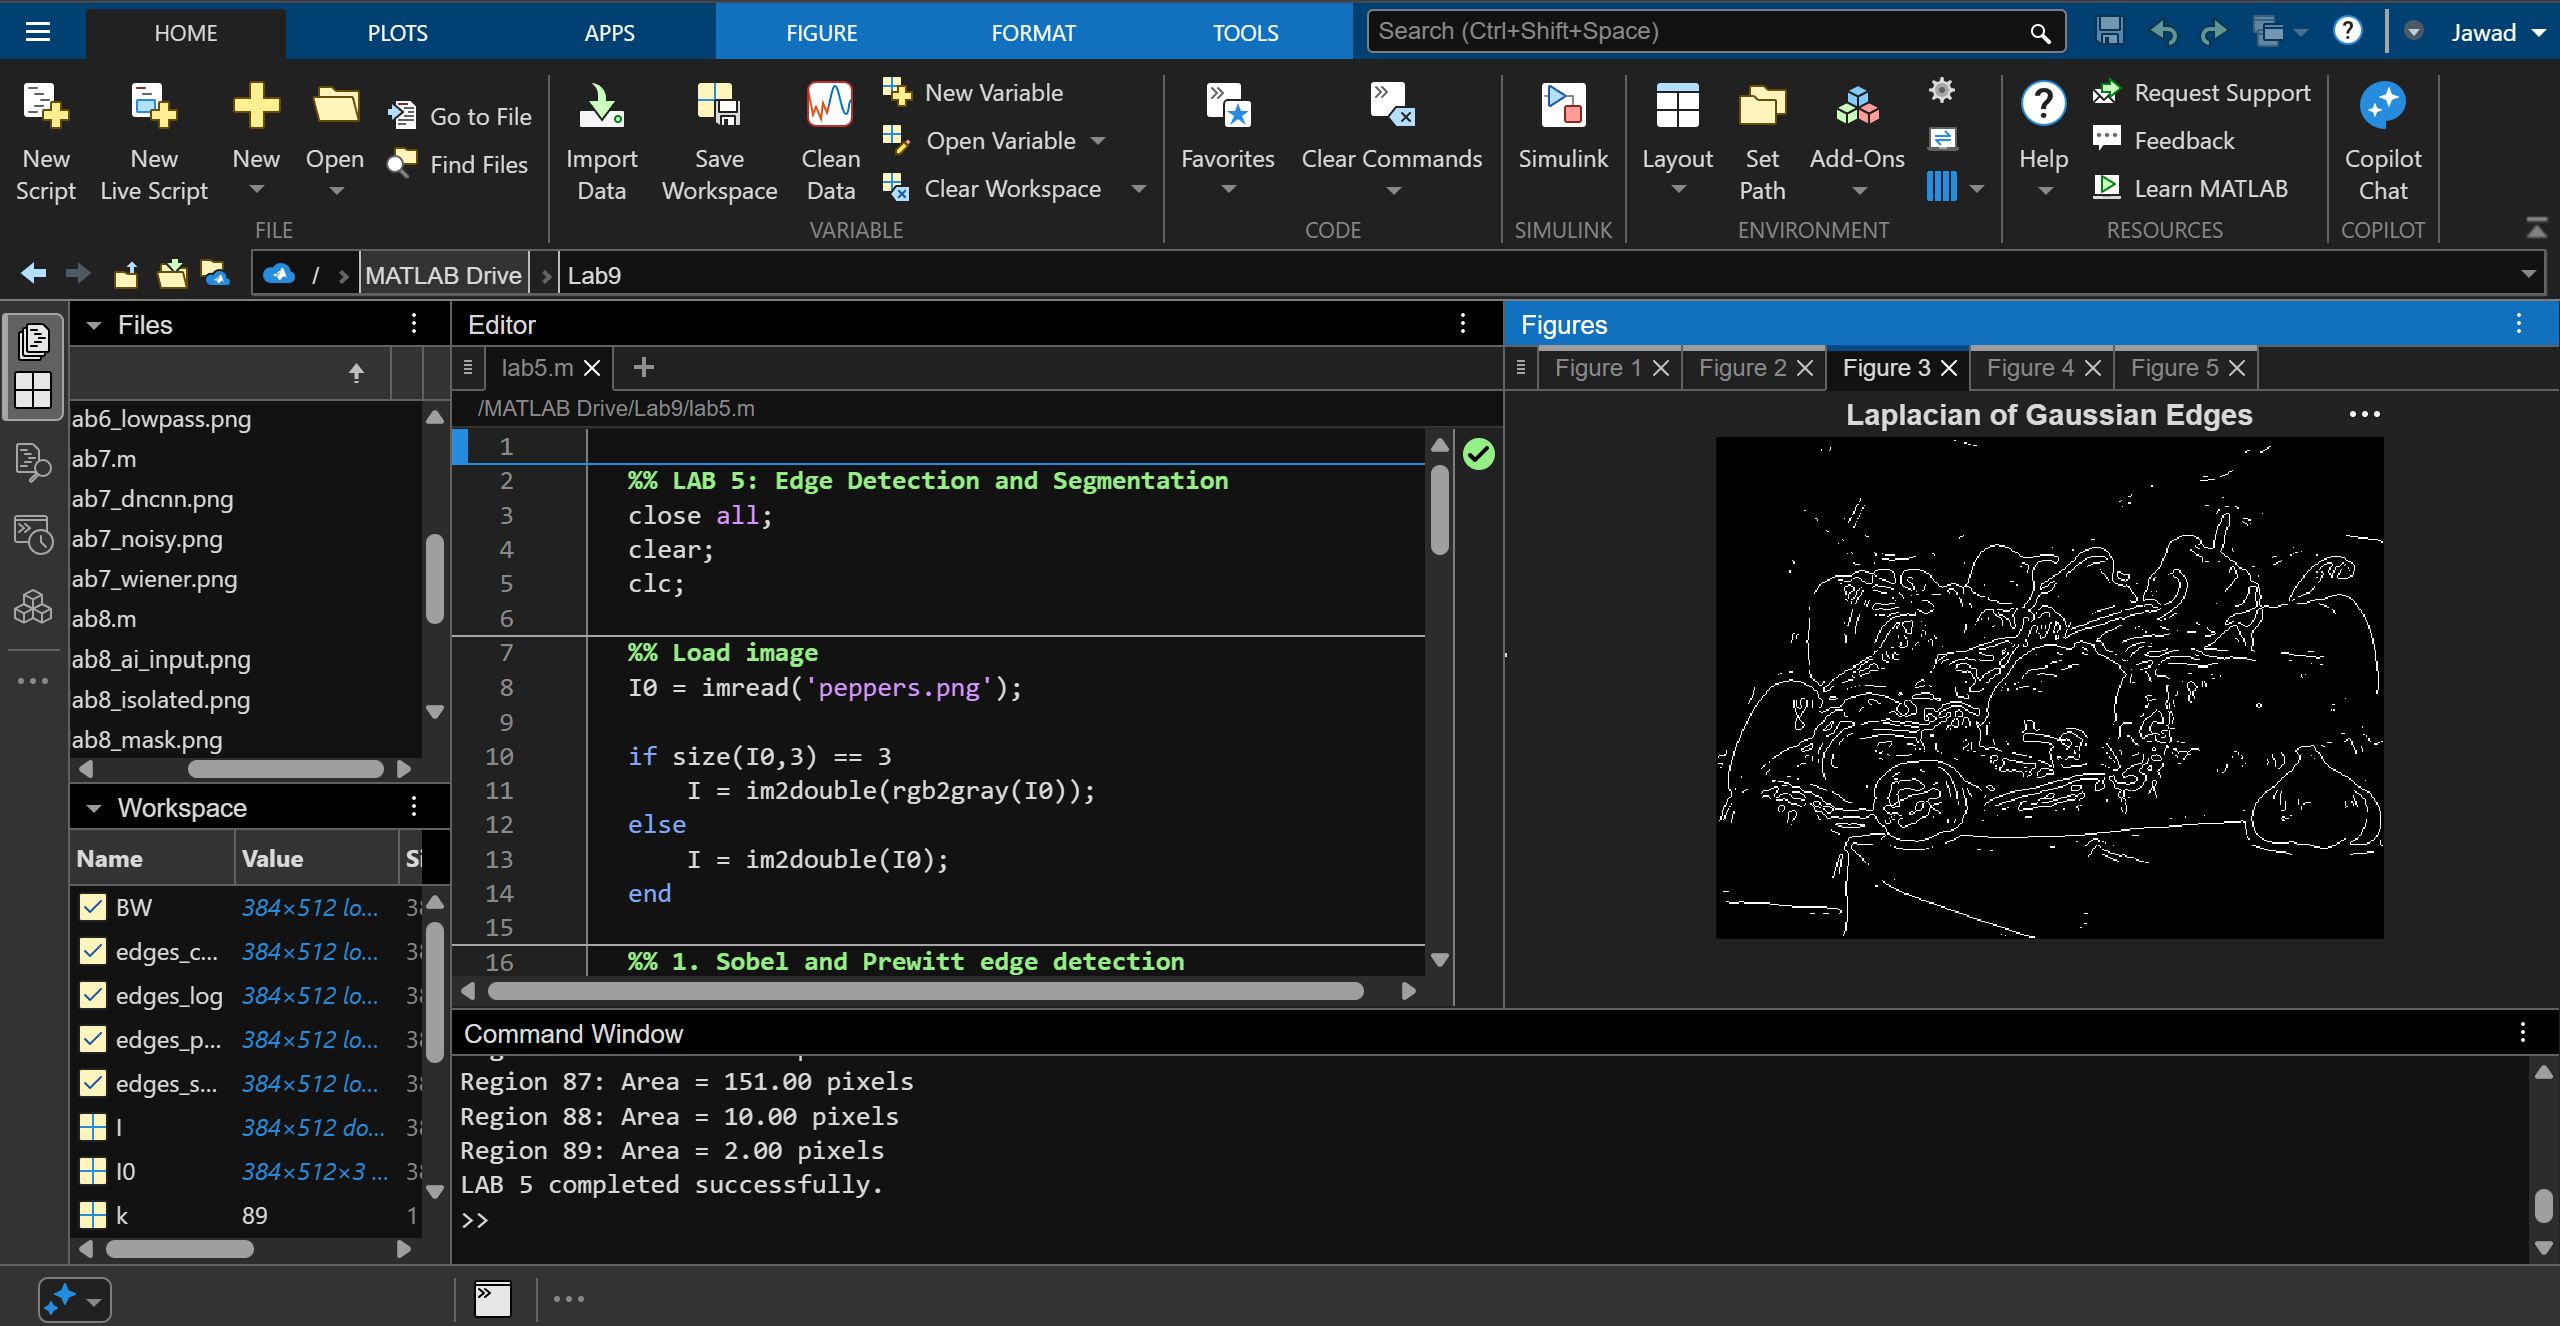 HOME
PLOTS
APPS
FIGURE
FORMAT
TOOLS
Search (Ctrl+Shift+Space)
Jawad
New Script
New Live Script
New
Open
Go to File
Find Files
FILE
Import Data
Save Workspace
Clean Data
New Variable
Open Variable
Clear Workspace
VARIABLE
Favorites
Clear Commands
CODE
Simulink
SIMULINK
Layout
Set Path
Add-Ons
ENVIRONMENT
Help
Request Support
Feedback
Learn MATLAB
RESOURCES
Copilot Chat
COPILOT
/
MATLAB Drive
Lab9
Files
ab6_lowpass.png
ab7.m
ab7_dncnn.png
ab7_noisy.png
ab7_wiener.png
ab8.m
ab8_ai_input.png
ab8_isolated.png
ab8_mask.png
Workspace
Name Value Si
BW 384×512 lo... 38
edges_c... 384×512 lo... 38
edges_log 384×512 lo... 38
edges_p... 384×512 lo... 38
edges_s... 384×512 lo... 38
I 384×512 do... 38
I0 384×512×3 ... 38
k 89 1
Editor
lab5.m
/MATLAB Drive/Lab9/lab5.m
1
2 %% LAB 5: Edge Detection and Segmentation
3 close all;
4 clear;
5 clc;
6
7 %% Load image
8 I0 = imread('peppers.png');
9
10 if size(I0,3) == 3
11 I = im2double(rgb2gray(I0));
12 else
13 I = im2double(I0);
14 end
15
16 %% 1. Sobel and Prewitt edge detection
Figures
Figure 1
Figure 2
Figure 3
Figure 4
Figure 5
Laplacian of Gaussian Edges
Command Window
Region 87: Area = 151.00 pixels
Region 88: Area = 10.00 pixels
Region 89: Area = 2.00 pixels
LAB 5 completed successfully.
>>